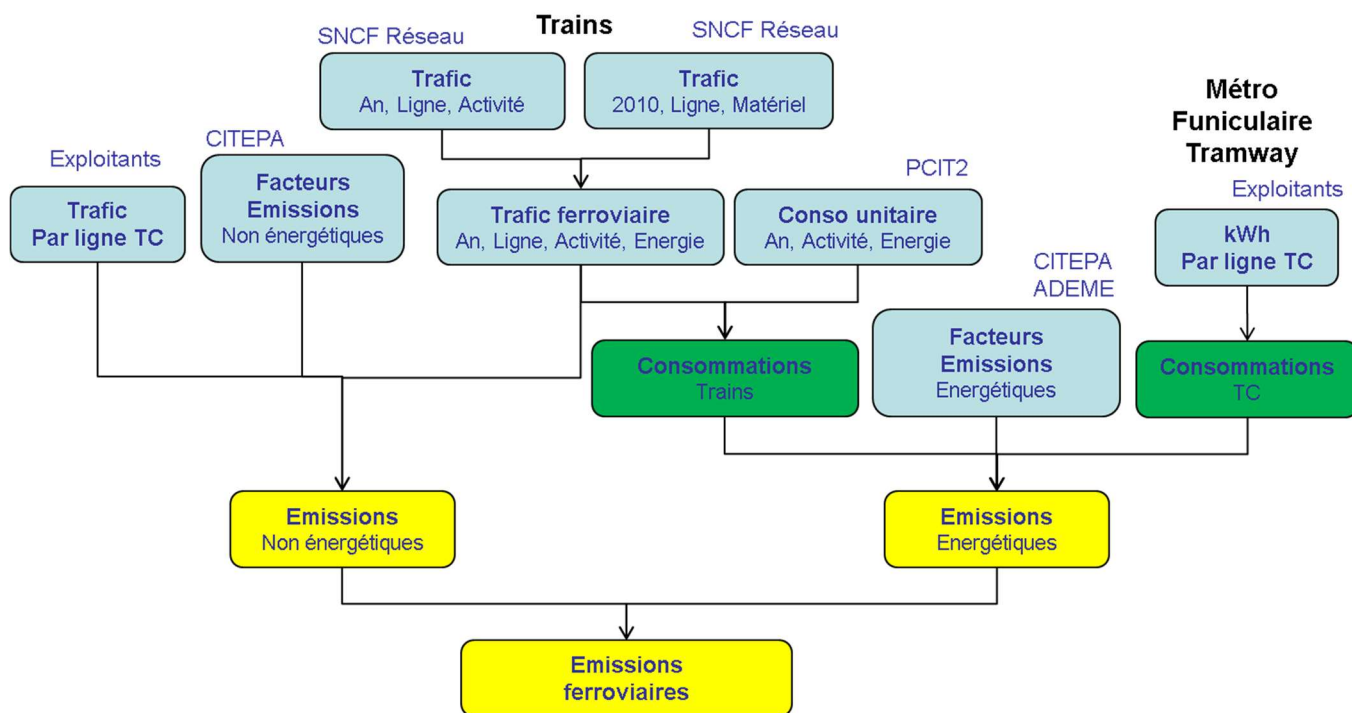 Trains
SNCF Réseau
SNCF Réseau
Trafic
An, Ligne, Activité
Trafic
2010, Ligne, Matériel
Métro
Funiculaire
Tramway
Exploitants
CITEPA
PCIT2
Exploitants
Trafic
Par ligne TC
Facteurs
Emissions
Non énergétiques
Trafic ferroviaire
An, Ligne, Activité, Energie
Conso unitaire
An, Activité, Energie
kWh
Par ligne TC
CITEPA
ADEME
Consommations
Trains
Facteurs
Emissions
Energétiques
Consommations
TC
Emissions
Non énergétiques
Emissions
Energétiques
Emissions
ferroviaires